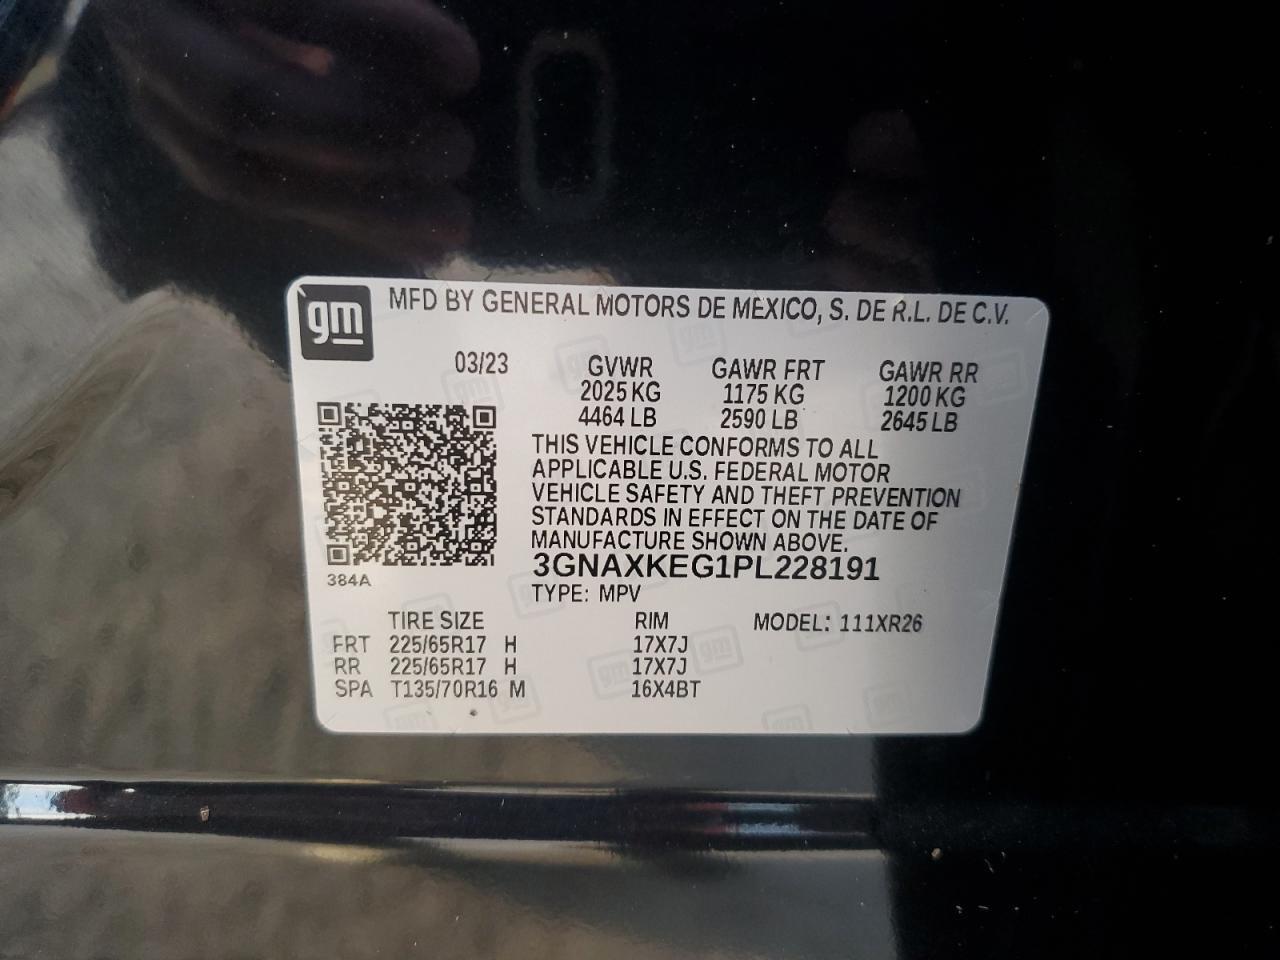 gm MFD BY GENERAL MOTORS DE MEXICO, S. DE R.L. DE C.V.
03/23 GVWR GAWR FRT GAWR RR
2025 KG 1175 KG 1200 KG
4464 LB 2590 LB 2645 LB
THIS VEHICLE CONFORMS TO ALL
APPLICABLE U.S. FEDERAL MOTOR
VEHICLE SAFETY AND THEFT PREVENTION
STANDARDS IN EFFECT ON THE DATE OF
MANUFACTURE SHOWN ABOVE.
3GNAXKEG1PL228191
384A
TYPE: MPV
TIRE SIZE RIM MODEL: 111XR26
FRT 225/65R17 H 17X7J
RR 225/65R17 H 17X7J
SPA T135/70R16 M 16X4BT